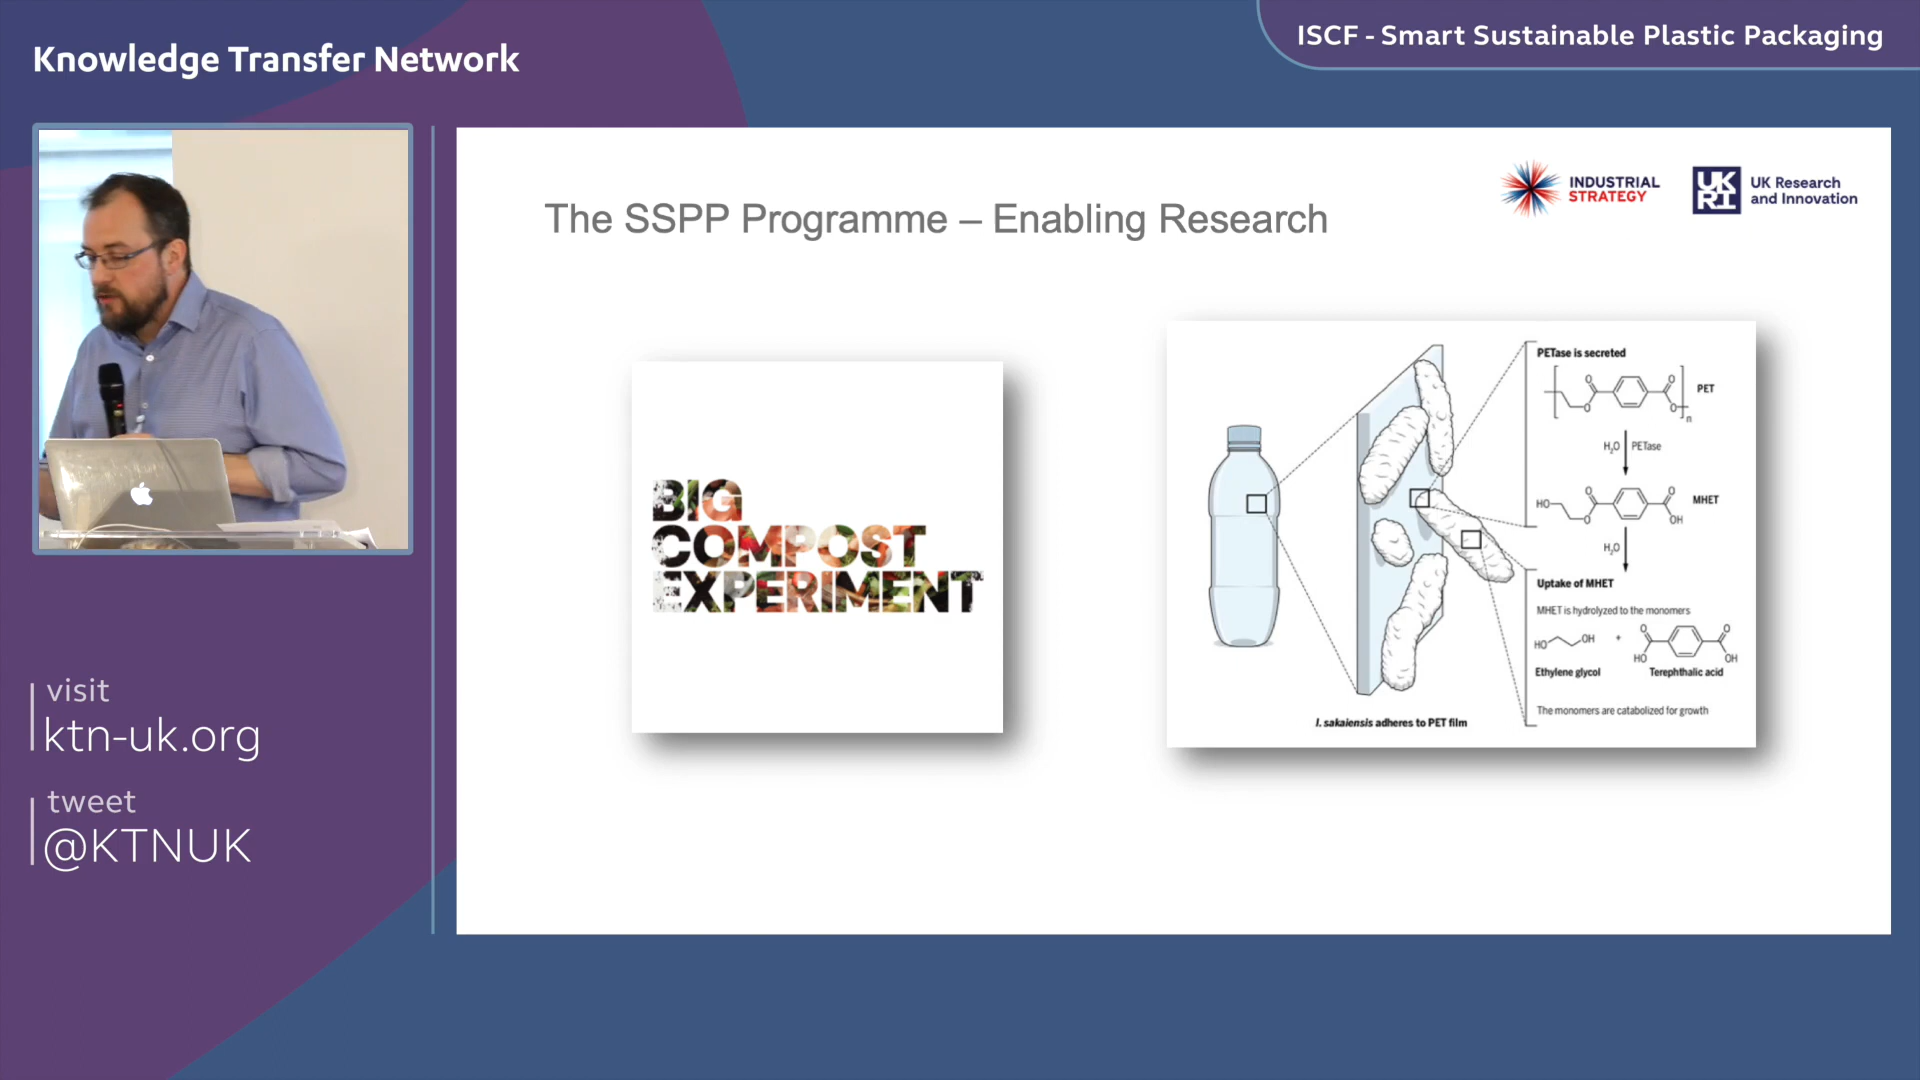 Knowledge Transfer Network
ISCF - Smart Sustainable Plastic Packaging
INDUSTRIAL
STRATEGY
UK
RI
UK Research
and Innovation
The SSPP Programme – Enabling Research
BIG
COMPOST
EXPERIMENT
PETase is secreted
O
O
O
O
n
PET
H₂O
PETase
HO
O
O
O
OH
MHET
H₂O
Uptake of MHET
MHET is hydrolyzed to the monomers
HO
OH
+
O
HO
O
OH
Ethylene glycol
Terephthalic acid
The monomers are catabolized for growth
I. sakaiensis adheres to PET film
visit
ktn-uk.org
tweet
@KTNUK